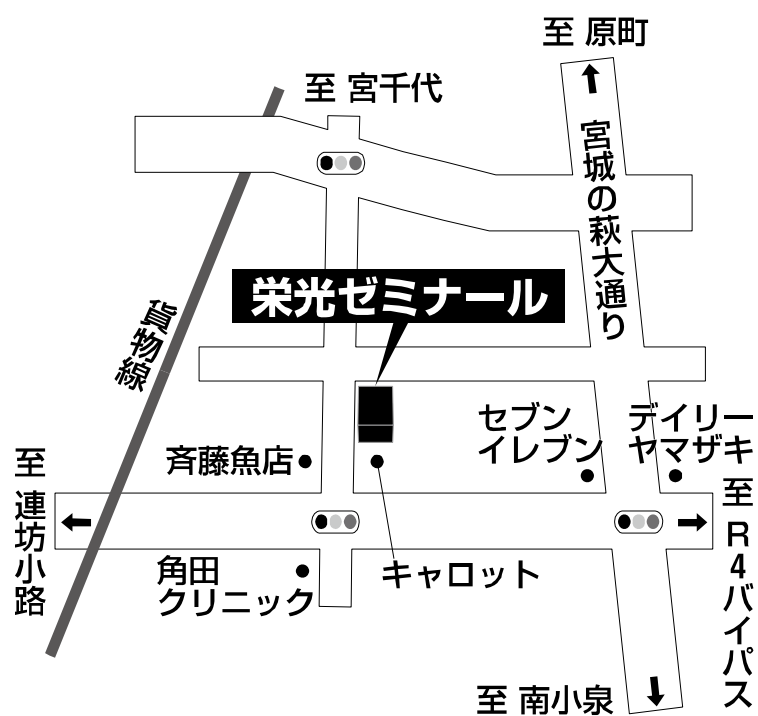 至 原町
至 宮千代
宮城の萩大通り
栄光ゼミナール
貨物線
セブン
イレブン
デイリー
ヤマザキ
斉藤魚店
至 連坊小路
至 R4バイパス
角田
クリニック
キャロット
至 南小泉